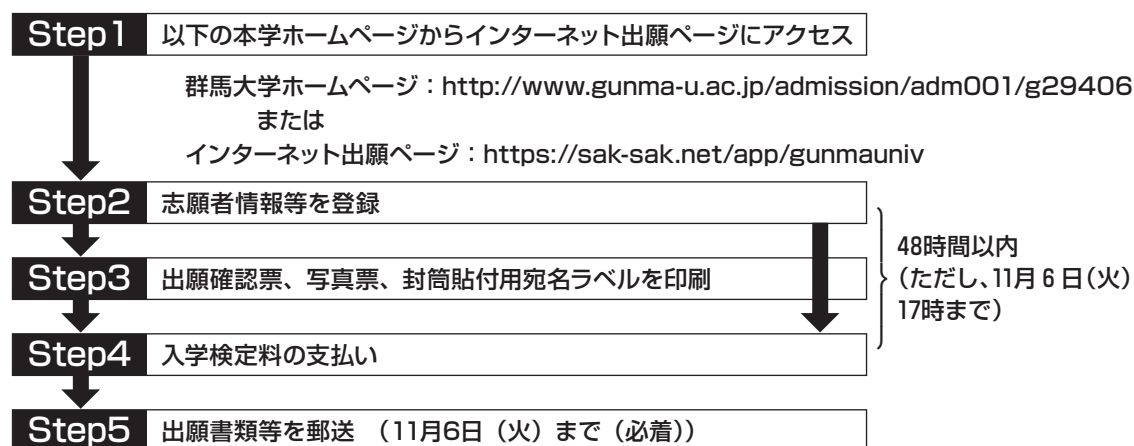 Step1 以下の本学ホームページからインターネット出願ページにアクセス
群馬大学ホームページ：http://www.gunma-u.ac.jp/admission/adm001/g29406
または
インターネット出願ページ：https://sak-sak.net/app/gunmauniv
Step2 志願者情報等を登録
48時間以内
（ただし、11月６日（火）
17時まで）
Step3 出願確認票、写真票、封筒貼付用宛名ラベルを印刷
Step4 入学検定料の支払い
Step5 出願書類等を郵送 （11月6日（火）まで（必着））